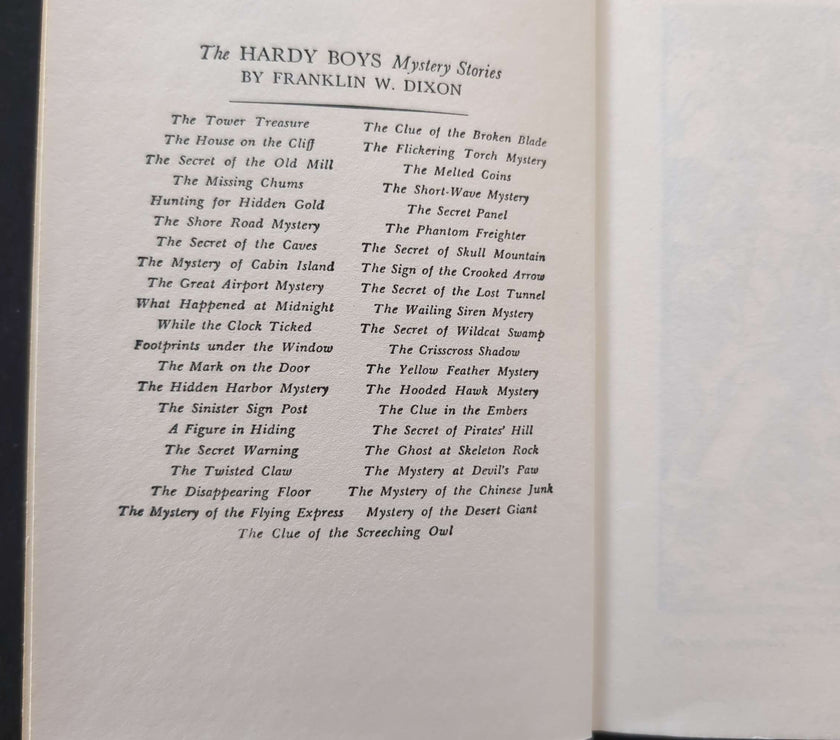 The HARDY BOYS Mystery Stories
BY FRANKLIN W. DIXON
The Tower Treasure
The House on the Cliff
The Secret of the Old Mill
The Missing Chums
Hunting for Hidden Gold
The Shore Road Mystery
The Secret of the Caves
The Mystery of Cabin Island
The Great Airport Mystery
What Happened at Midnight
While the Clock Ticked
Footprints under the Window
The Mark on the Door
The Hidden Harbor Mystery
The Sinister Sign Post
A Figure in Hiding
The Secret Warning
The Twisted Claw
The Disappearing Floor
The Mystery of the Flying Express
The Clue of the Broken Blade
The Flickering Torch Mystery
The Melted Coins
The Short-Wave Mystery
The Secret Panel
The Phantom Freighter
The Secret of Skull Mountain
The Sign of the Crooked Arrow
The Secret of the Lost Tunnel
The Wailing Siren Mystery
The Secret of Wildcat Swamp
The Crisscross Shadow
The Yellow Feather Mystery
The Hooded Hawk Mystery
The Clue in the Embers
The Secret of Pirates' Hill
The Ghost at Skeleton Rock
The Mystery at Devil's Paw
The Mystery of the Chinese Junk
Mystery of the Desert Giant
The Clue of the Screeching Owl